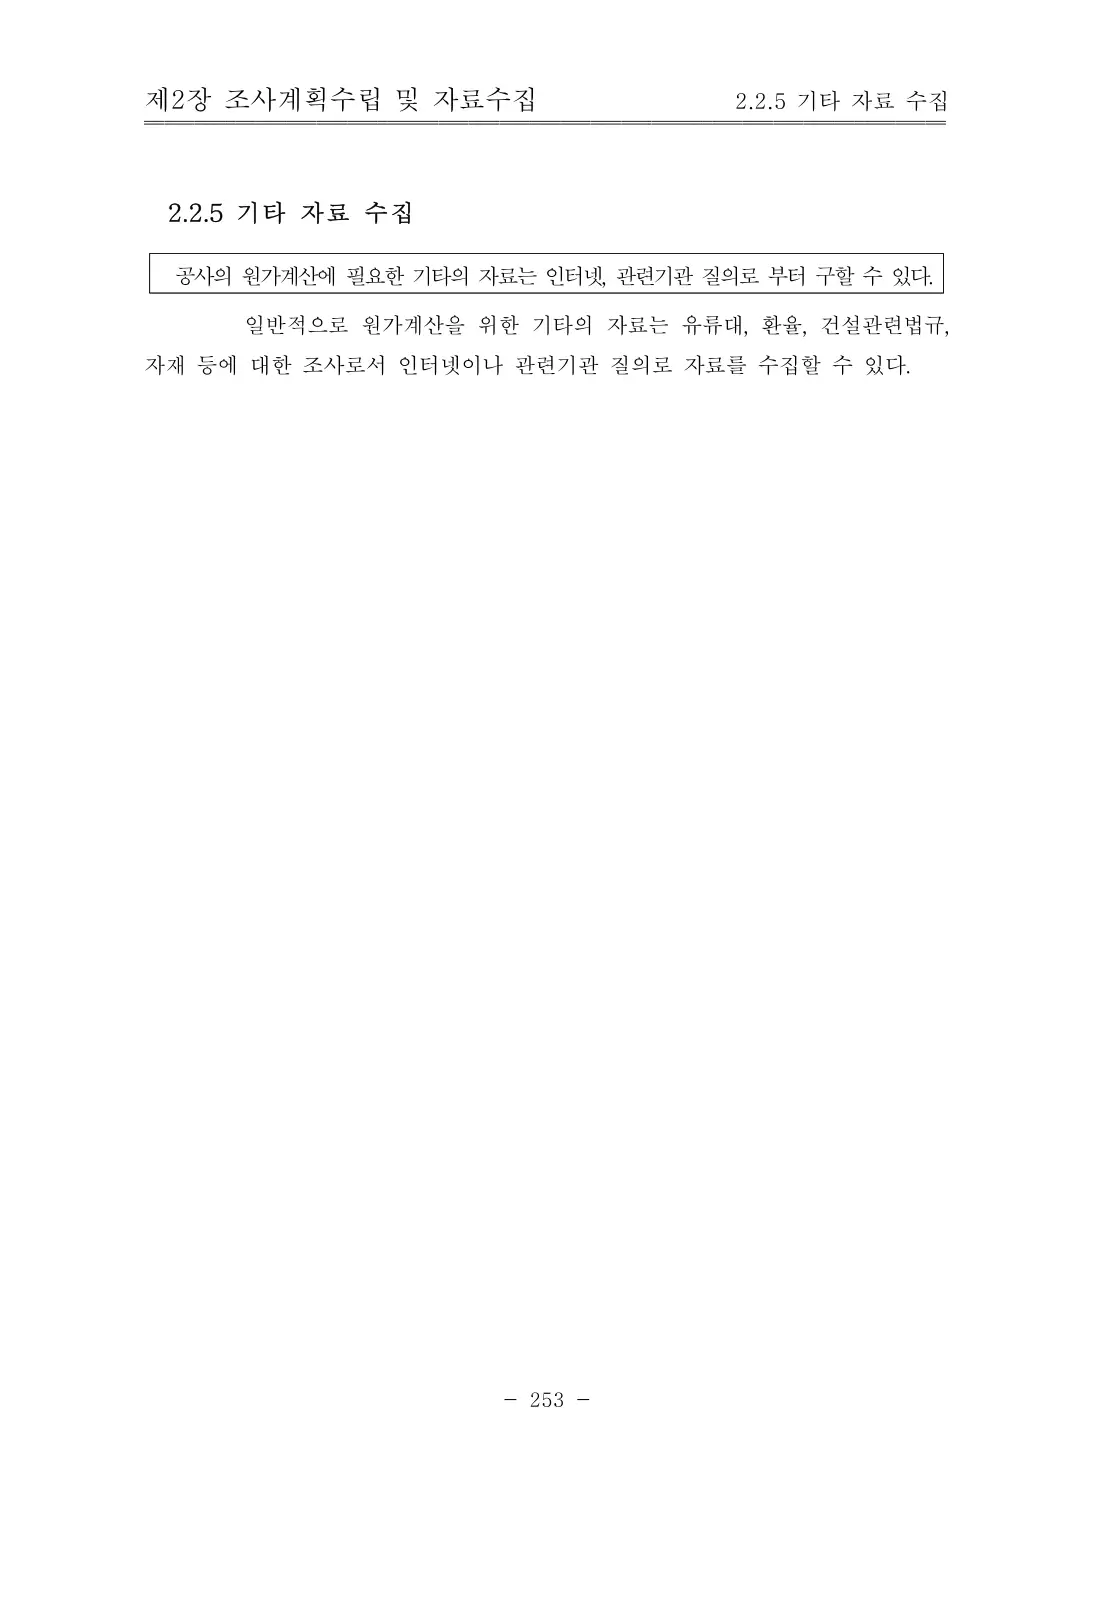 제2장 조사계획수립 및 자료수집 2.2.5 기타 자료 수집
2.2.5 기타 자료 수집
공사의 원가계산에 필요한 기타의 자료는 인터넷, 관련기관 질의로 부터 구할 수 있다.
일반적으로 원가계산을 위한 기타의 자료는 유류대, 환율, 건설관련법규,
자재 등에 대한 조사로서 인터넷이나 관련기관 질의로 자료를 수집할 수 있다.
- 253 -